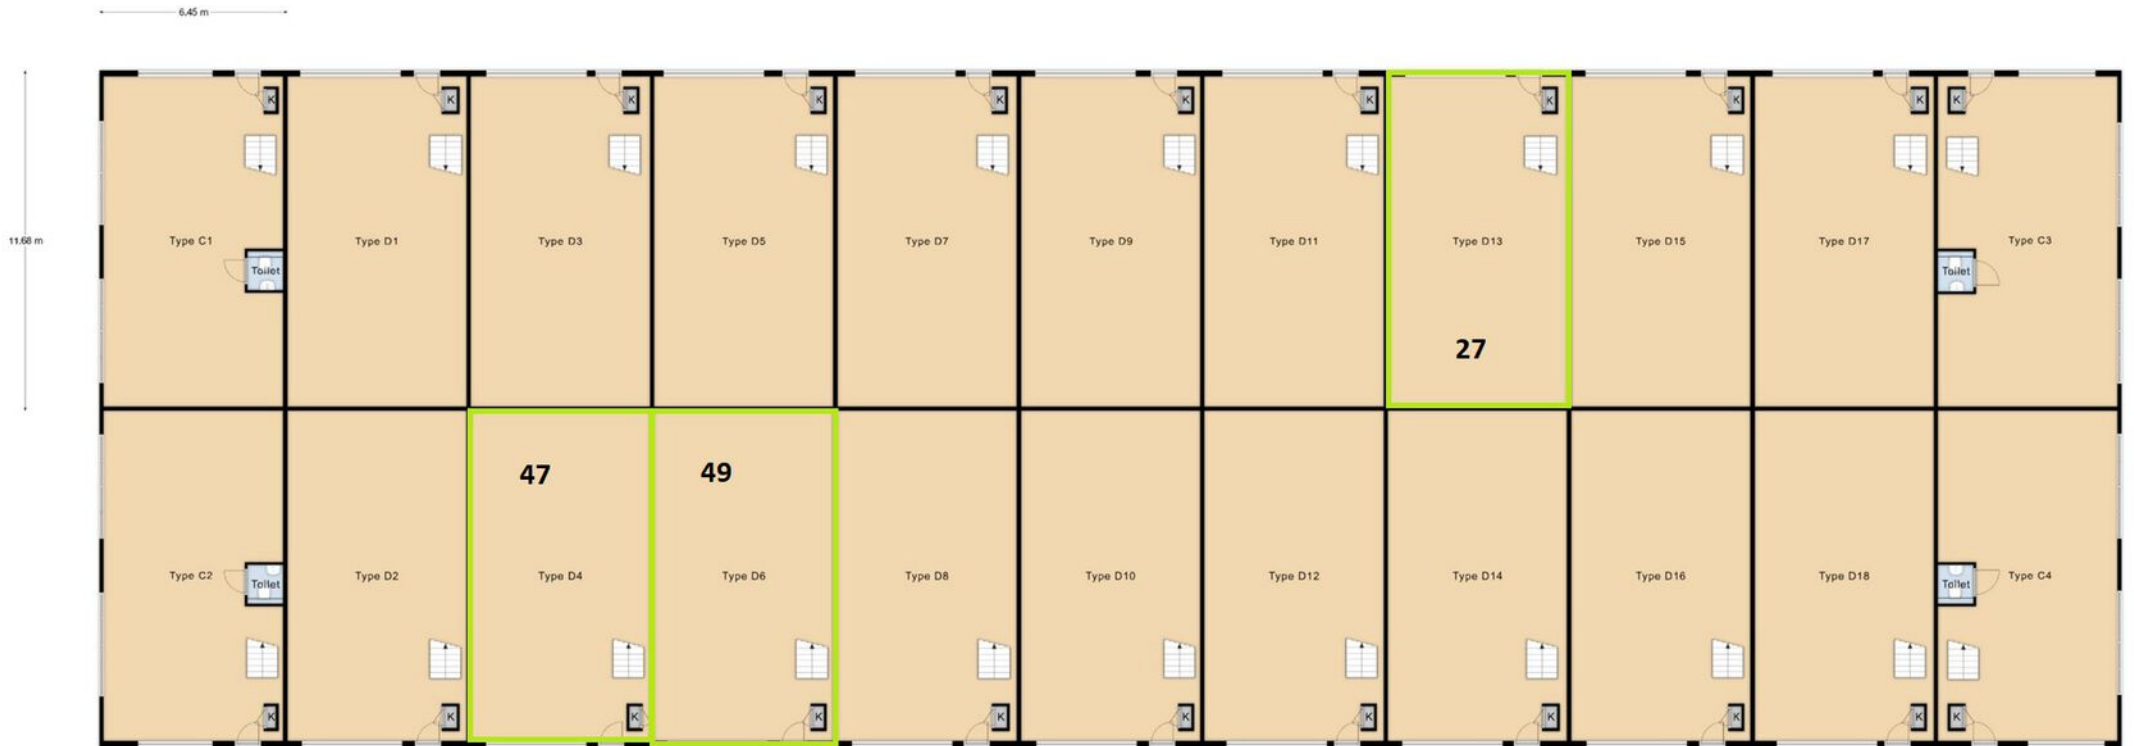 6.45 m
K K K K K K K K K K K
11.68 m
Type C1 Type D1 Type D3 Type D5 Type D7 Type D9 Type D11 Type D13 Type D15 Type D17 Type C3
Toilet Toilet
27
47 49
Type C2 Type D2 Type D4 Type D6 Type D8 Type D10 Type D12 Type D14 Type D16 Type D18 Type C4
Toilet Toilet
K K K K K K K K K K K